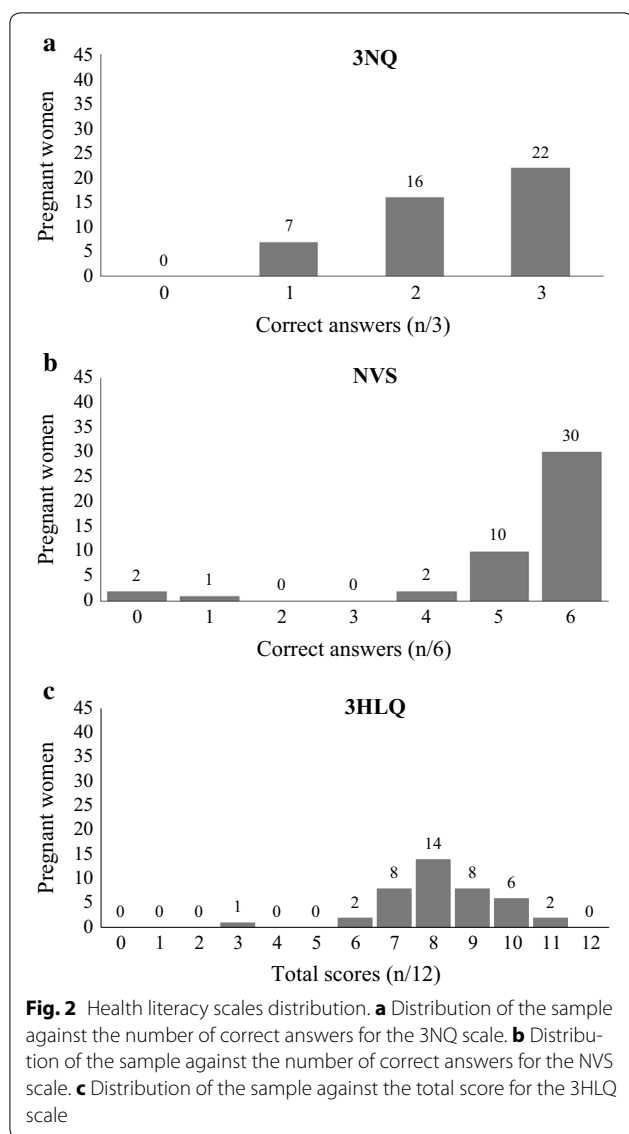 a
3NQ
45
40
35
30
25
20
15
10
5
0
Pregnant women
0
7
16
22
0 1 2 3
Correct answers (n/3)
b
NVS
45
40
35
30
25
20
15
10
5
0
Pregnant women
2 1 0 0 2 10 30
0 1 2 3 4 5 6
Correct answers (n/6)
c
3HLQ
45
40
35
30
25
20
15
10
5
0
Pregnant women
0 0 0 1 0 0 2 8 14 8 6 2 0
0 1 2 3 4 5 6 7 8 9 10 11 12
Total scores (n/12)
Fig. 2 Health literacy scales distribution. a Distribution of the sample
against the number of correct answers for the 3NQ scale. b Distribu-
tion of the sample against the number of correct answers for the NVS
scale. c Distribution of the sample against the total score for the 3HLQ
scale